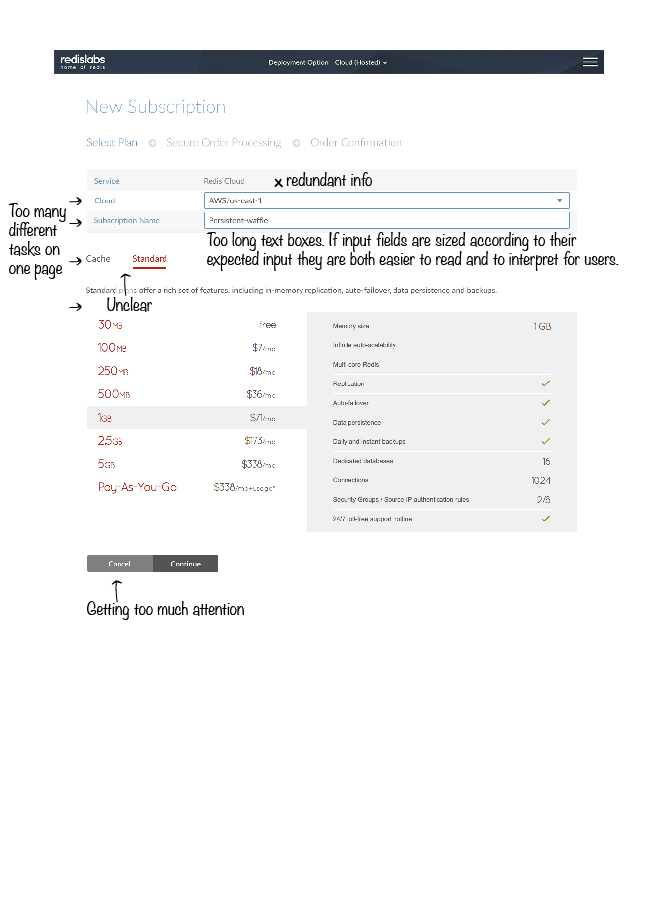 redislabs
home of redis
Deployment Option Cloud (Hosted)
New Subscription
Select Plan Secure Order Processing Order Confirmation
Service Redis Cloud x redundant info
Cloud AWS/us-east-1
Subscription Name Persistent-waffle
Too many
different
tasks on
one page
Too long text boxes. If input fields are sized according to their
expected input they are both easier to read and to interpret for users.
Cache Standard
Standard plans offer a rich set of features, including in-memory replication, auto-failover, data persistence and backups.
Unclear
30MB free
100MB $7/mo
250MB $18/mo
500MB $36/mo
1GB $71/mo
2.5GB $173/mo
5GB $338/mo
Pay-As-You-Go $338/mo+usage*
Memory size 1 GB
Infinite auto-scalability
Multi-core Redis
Replication ✓
Auto-failover ✓
Data persistence ✓
Daily and instant backups ✓
Dedicated databases 16
Connections 1024
Security Groups / Source IP authentication rules 2/8
24/7 toll-free support hotline ✓
Cancel Continue
Getting too much attention